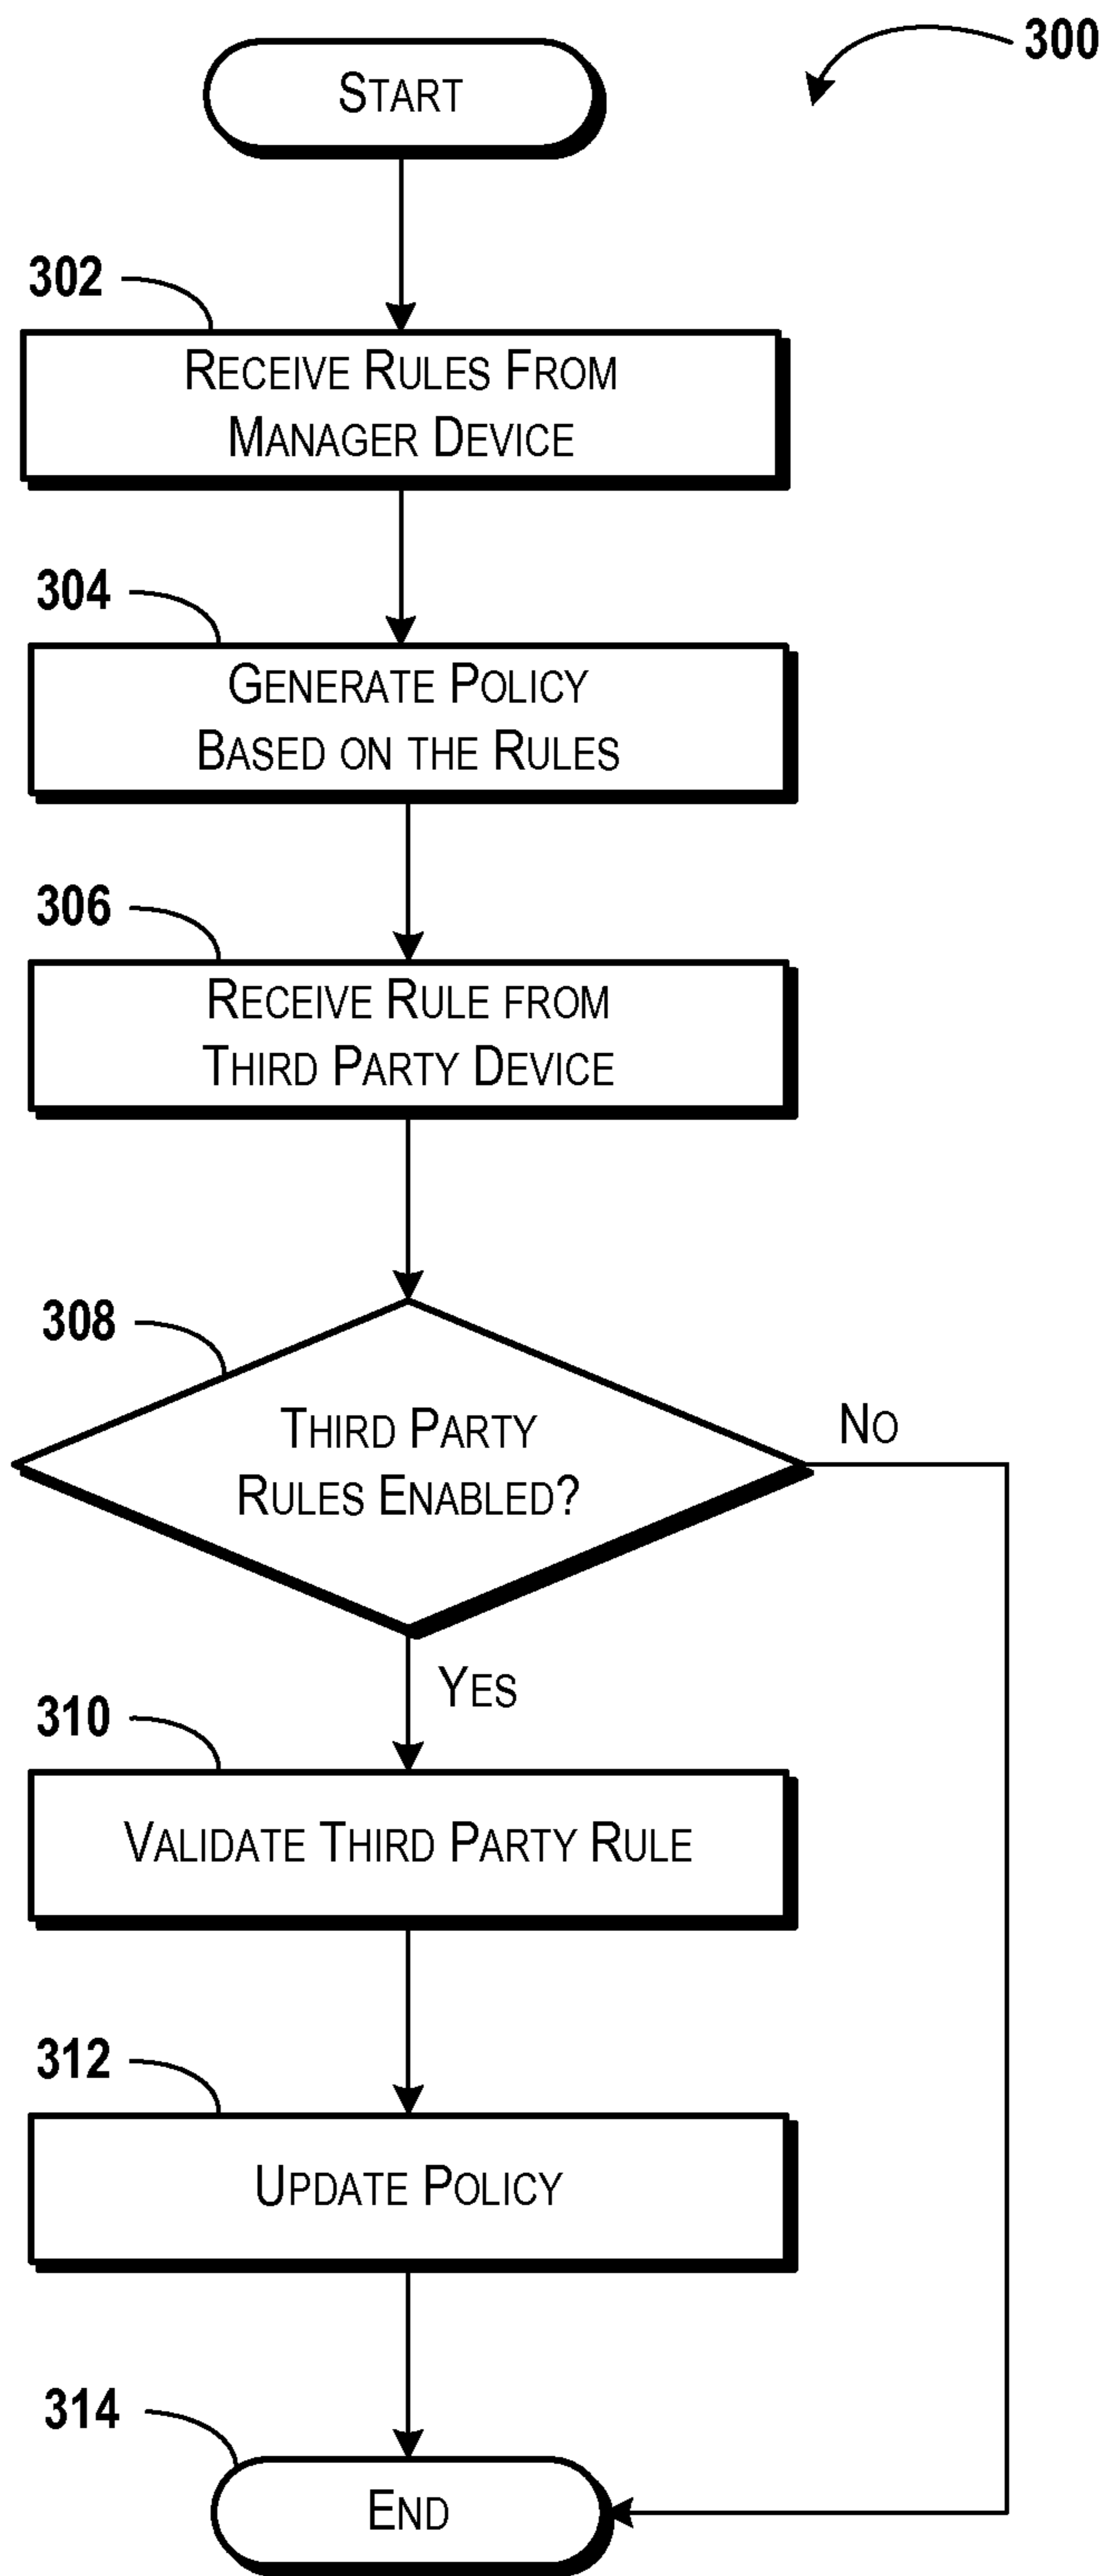 300
START
302
RECEIVE RULES FROM
MANAGER DEVICE
304
GENERATE POLICY
BASED ON THE RULES
306
RECEIVE RULE FROM
THIRD PARTY DEVICE
308
THIRD PARTY
RULES ENABLED?
NO
YES
310
VALIDATE THIRD PARTY RULE
312
UPDATE POLICY
314
END